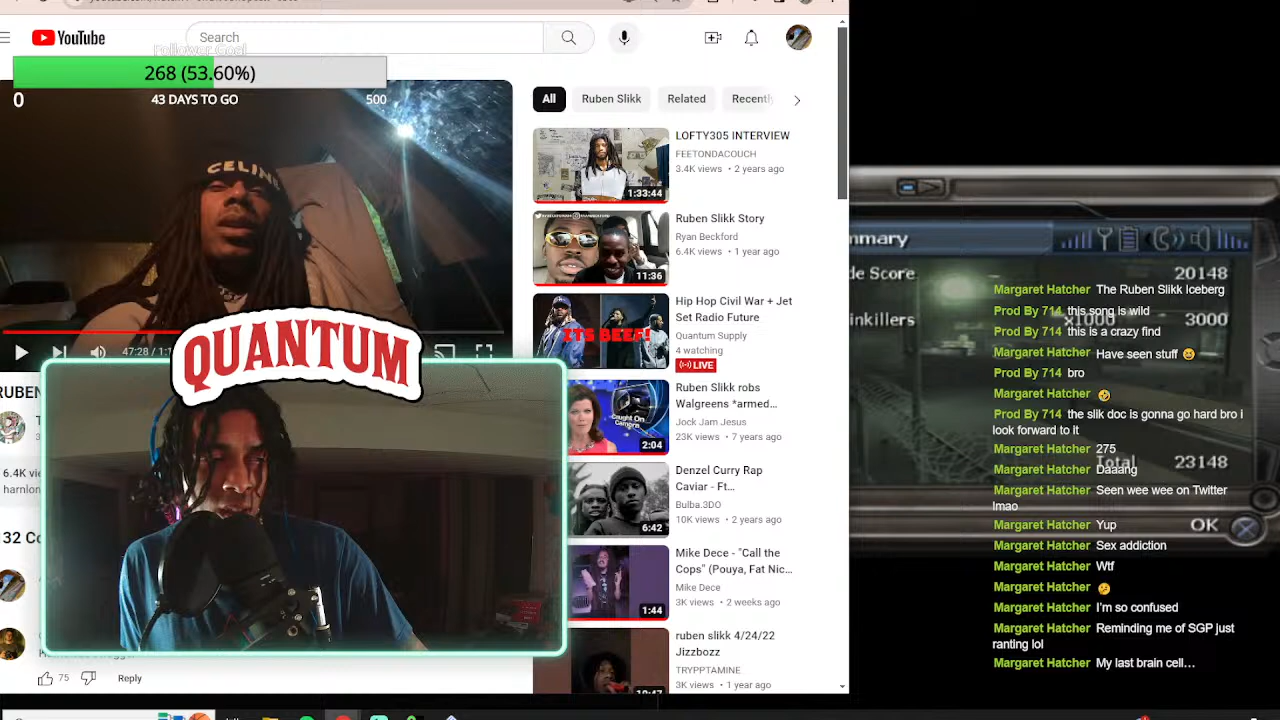 YouTube
Search
Follower Goal
268 (53.60%)
0
43 DAYS TO GO
500
CELINE
47:28
QUANTUM
RUBEN
6.4K
75
Reply
All
Ruben Slikk
Related
LOFTY305 INTERVIEW
FEETONDACOUCH
3.4K views • 2 years ago
1:33:44
Ruben Slikk Story
Ryan Beckford
6.4K views • 1 year ago
11:36
Hip Hop Civil War + Jet
Set Radio Future
Quantum Supply
4 watching
LIVE
ITS BEEF!
Ruben Slikk robs
Walgreens *armed...
Jock Jam Jesus
23K views • 7 years ago
2:04
Denzel Curry Rap
Caviar - Ft...
Bulba.3DO
10K views • 2 years ago
6:42
Mike Dece - "Call the
Cops" (Pouya, Fat Nic...
Mike Dece
3K views • 2 weeks ago
1:44
ruben slikk 4/24/22
Jizzbozz
TRYPPTAMINE
3K views • 1 year ago
Score
20148
x1000
3000
Total
23148
OK
Margaret Hatcher The Ruben Slikk Iceberg
Prod By 714 this song is wild
Prod By 714 this is a crazy find
Margaret Hatcher Have seen stuff
Prod By 714 bro
Margaret Hatcher
Prod By 714 the slik doc is gonna go hard bro i
look forward to it
Margaret Hatcher 275
Margaret Hatcher Daaang
Margaret Hatcher Seen wee wee on Twitter
lmao
Margaret Hatcher Yup
Margaret Hatcher Sex addiction
Margaret Hatcher Wtf
Margaret Hatcher
Margaret Hatcher I'm so confused
Margaret Hatcher Reminding me of SGP just
ranting lol
Margaret Hatcher My last brain cell...